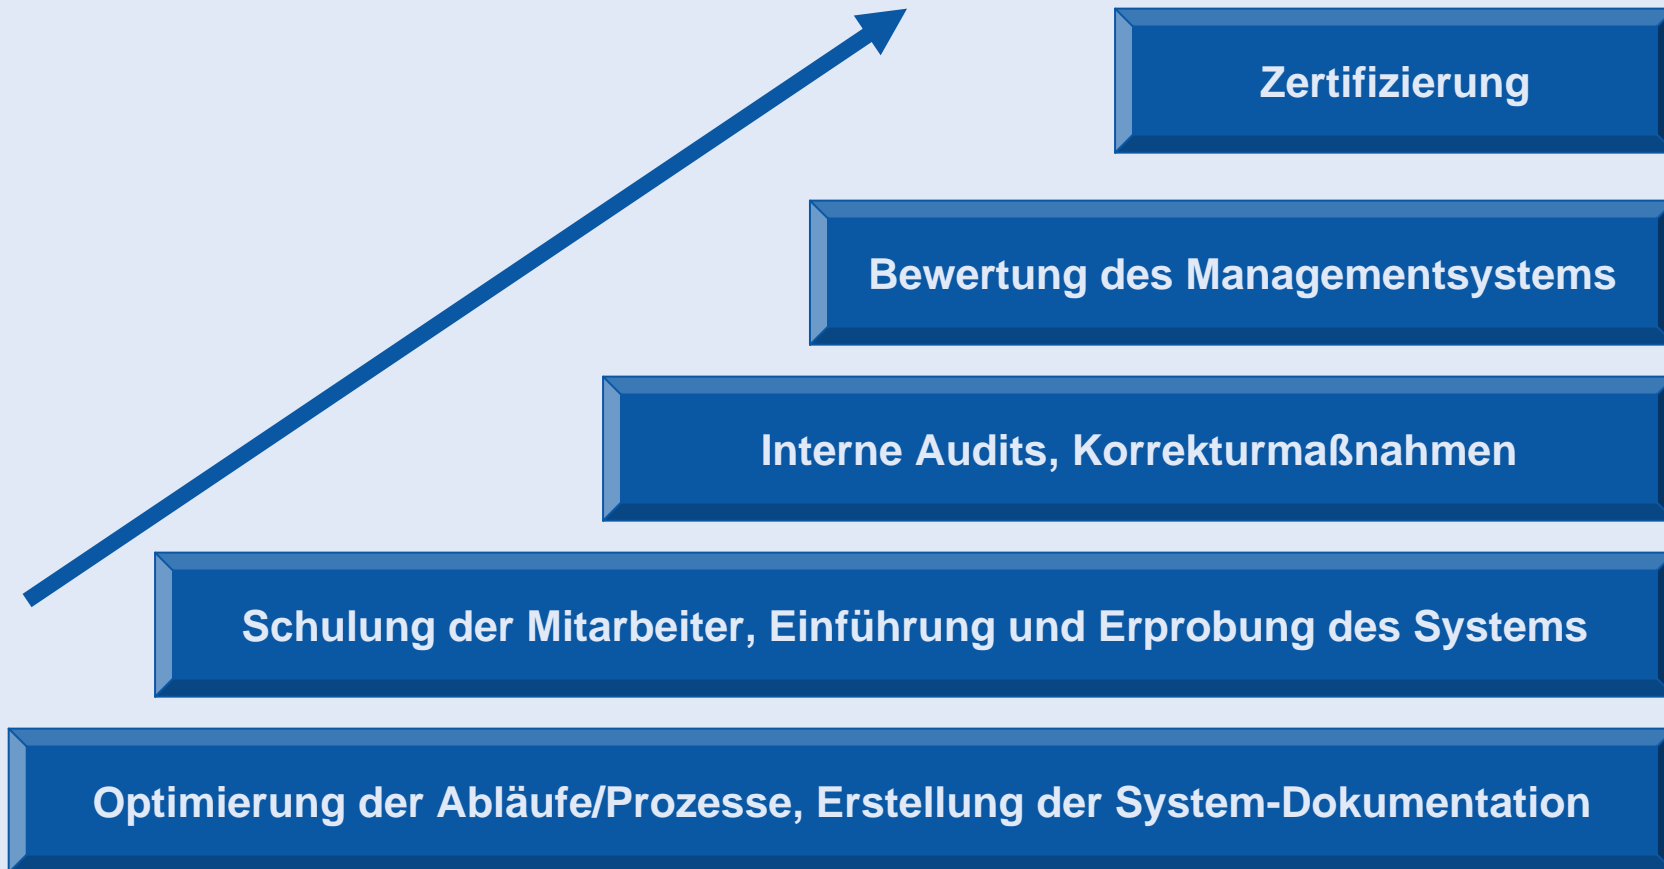 Zertifizierung
Bewertung des Managementsystems
Interne Audits, Korrekturmaßnahmen
Schulung der Mitarbeiter, Einführung und Erprobung des Systems
Optimierung der Abläufe/Prozesse, Erstellung der System-Dokumentation